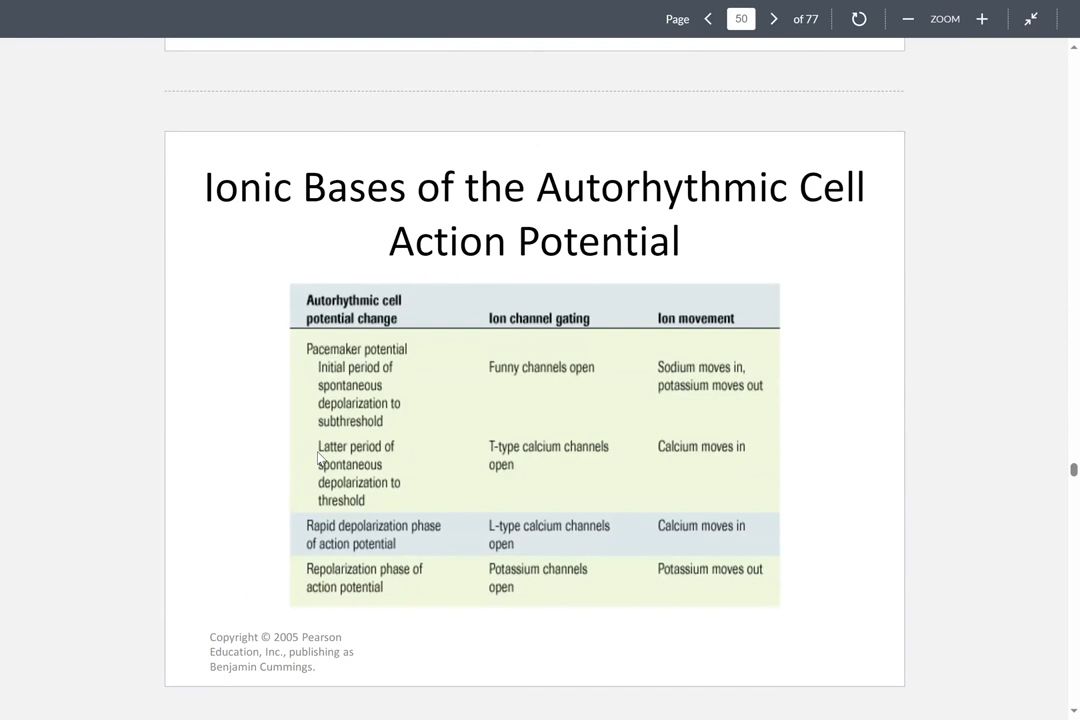 Page 50 of 77 ZOOM
Ionic Bases of the Autorhythmic Cell
Action Potential
Autorhythmic cell
potential change Ion channel gating Ion movement
Pacemaker potential
Initial period of Funny channels open Sodium moves in,
spontaneous potassium moves out
depolarization to
subthreshold
Latter period of T-type calcium channels Calcium moves in
spontaneous open
depolarization to
threshold
Rapid depolarization phase L-type calcium channels Calcium moves in
of action potential open
Repolarization phase of Potassium channels Potassium moves out
action potential open
Copyright © 2005 Pearson
Education, Inc., publishing as
Benjamin Cummings.